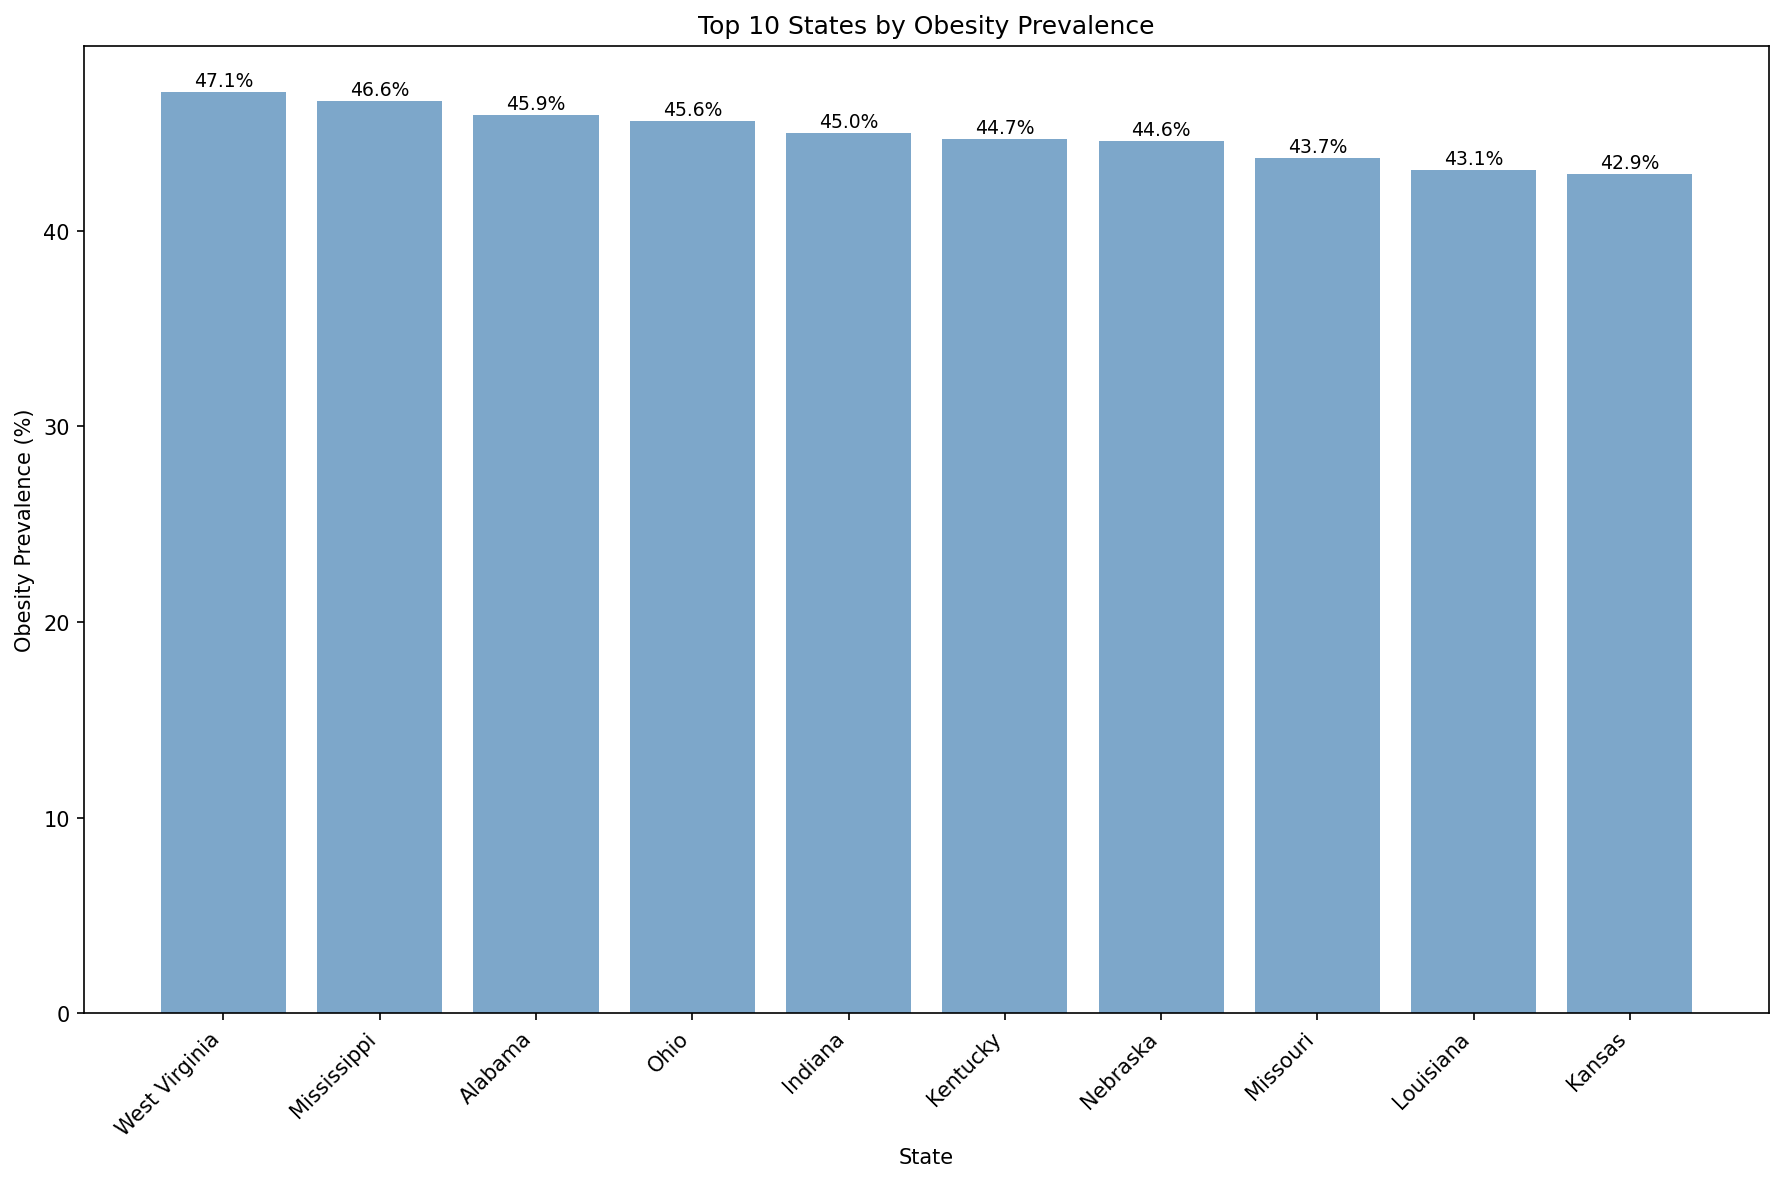 Top 10 States by Obesity Prevalence
47.1%
46.6%
45.9%
45.6%
45.0%
44.7%
44.6%
43.7%
43.1%
42.9%
Obesity Prevalence (%)
40
30
20
10
0
West Virginia
Mississippi
Alabama
Ohio
Indiana
Kentucky
Nebraska
Missouri
Louisiana
Kansas
State